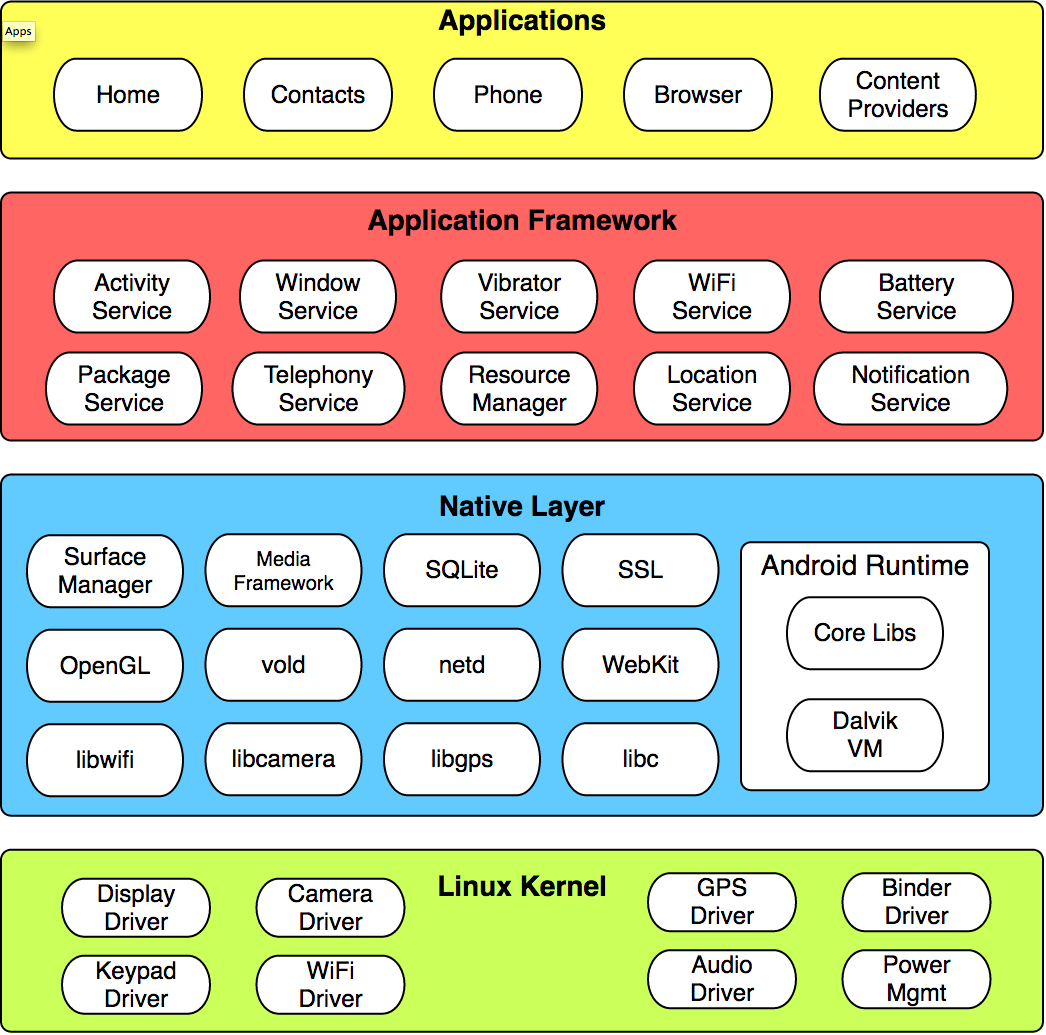 Applications
Apps
Home
Contacts
Phone
Browser
Content
Providers
Application Framework
Activity
Service
Window
Service
Vibrator
Service
WiFi
Service
Battery
Service
Package
Service
Telephony
Service
Resource
Manager
Location
Service
Notification
Service
Native Layer
Surface
Manager
Media
Framework
SQLite
SSL
OpenGL
vold
netd
WebKit
libwifi
libcamera
libgps
libc
Android Runtime
Core Libs
Dalvik
VM
Linux Kernel
Display
Driver
Camera
Driver
GPS
Driver
Binder
Driver
Keypad
Driver
WiFi
Driver
Audio
Driver
Power
Mgmt